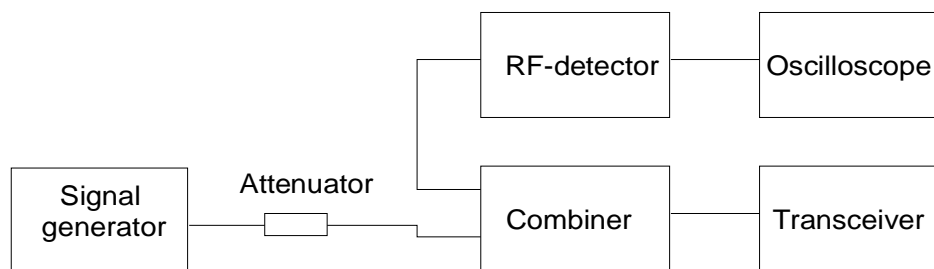 RF-detector
Oscilloscope
Signal
generator
Attenuator
Combiner
Transceiver